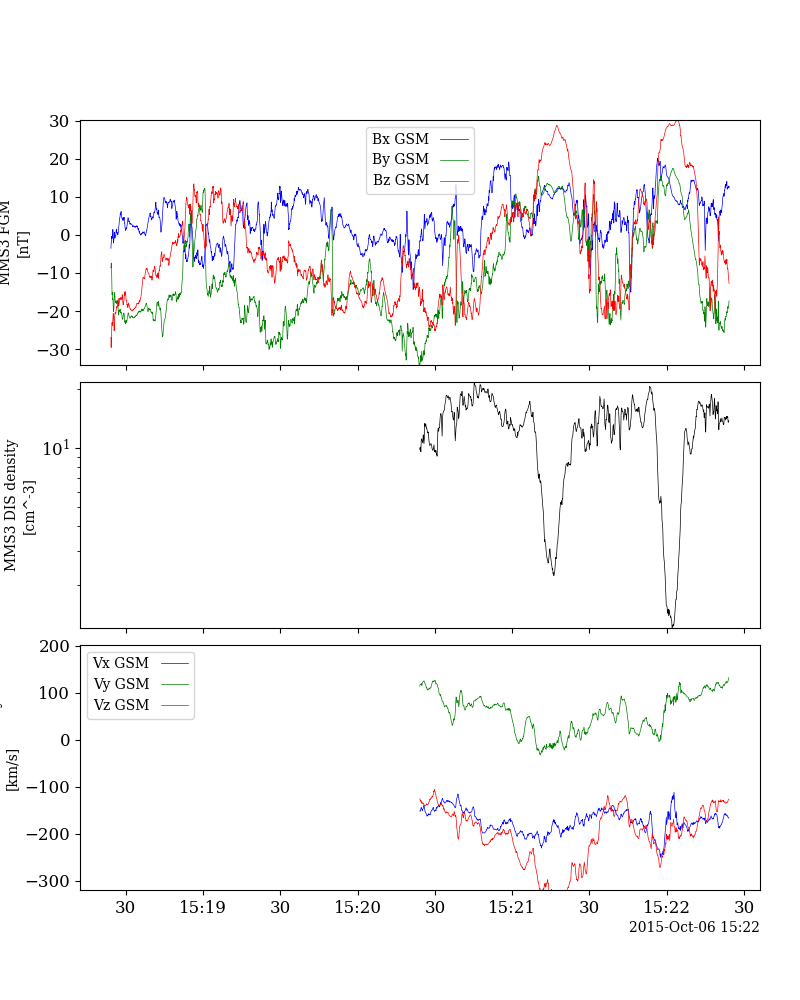 30
20
10
0
−10
−20
−30
MMS3 FGM
[nT]
Bx GSM
By GSM
Bz GSM
10^1
MMS3 DIS density
[cm^-3]
200
100
0
−100
−200
−300
[km/s]
Vx GSM
Vy GSM
Vz GSM
30 15:19 30 15:20 30 15:21 30 15:22 30
2015-Oct-06 15:22